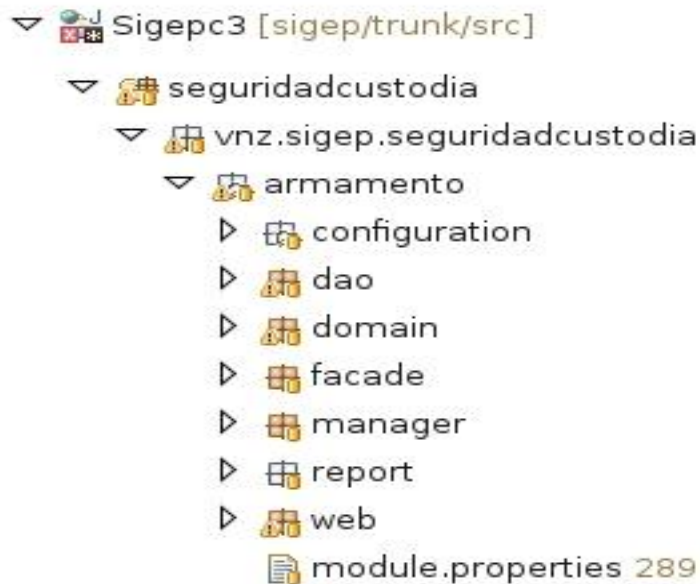 Sigepc3 [sigep/trunk/src]
seguridadcustodia
vnz.sigep.seguridadcustodia
armamento
configuration
dao
domain
facade
manager
report
web
module.properties 289